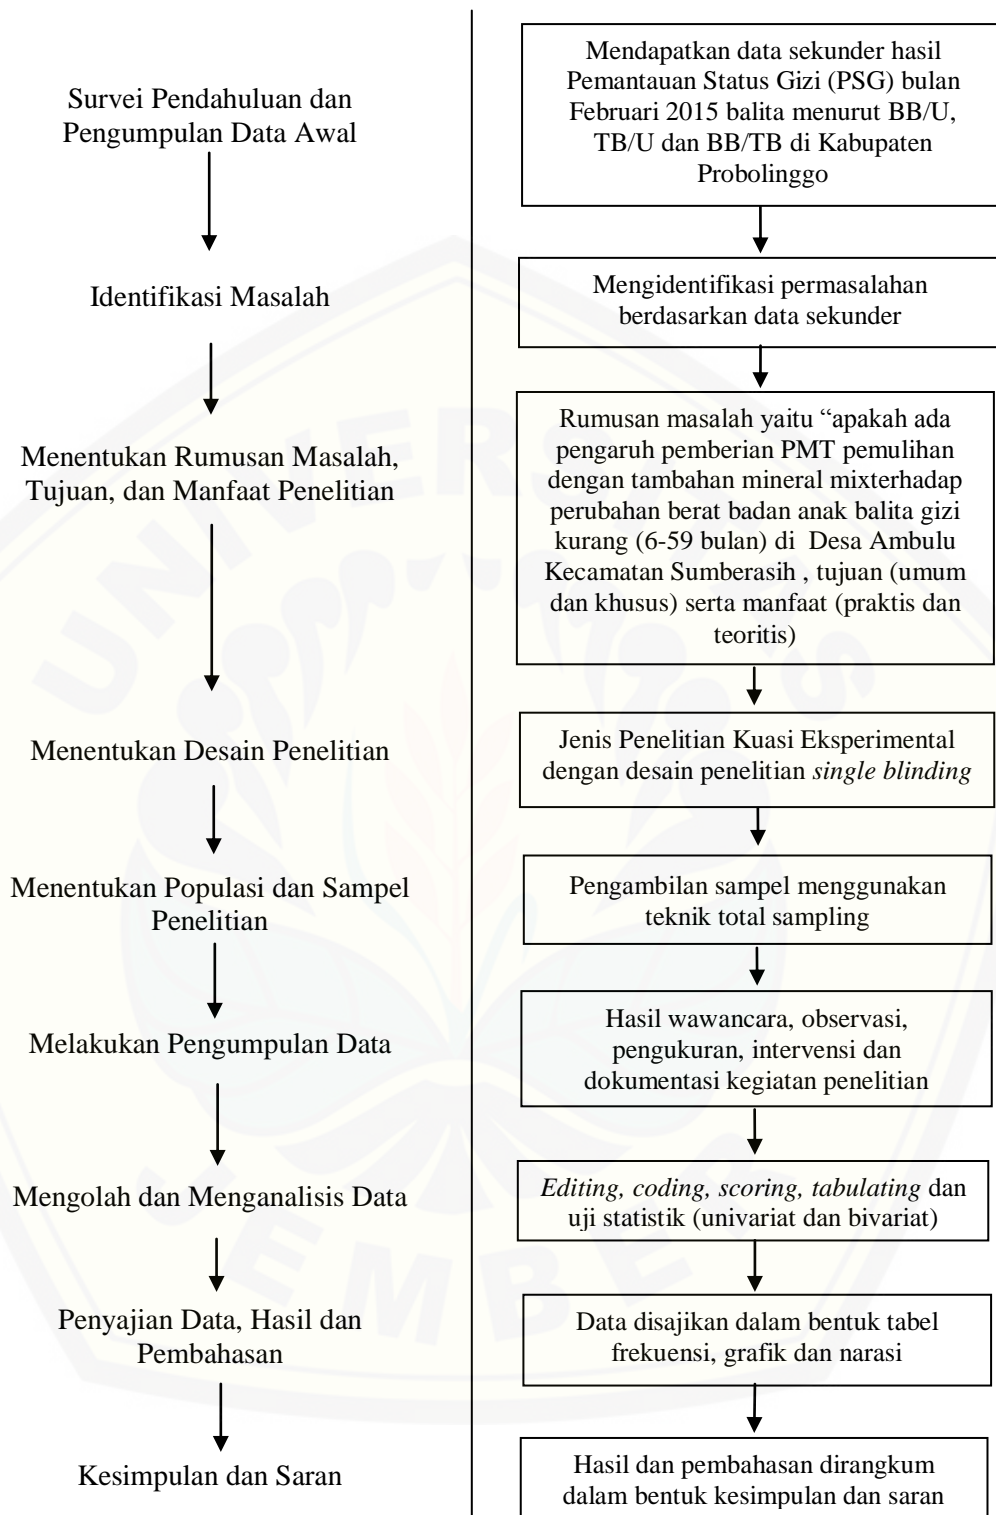 Survei Pendahuluan dan
Pengumpulan Data Awal
Mendapatkan data sekunder hasil
Pemantauan Status Gizi (PSG) bulan
Februari 2015 balita menurut BB/U,
TB/U dan BB/TB di Kabupaten
Probolinggo
Identifikasi Masalah
Mengidentifikasi permasalahan
berdasarkan data sekunder
Menentukan Rumusan Masalah,
Tujuan, dan Manfaat Penelitian
Rumusan masalah yaitu “apakah ada
pengaruh pemberian PMT pemulihan
dengan tambahan mineral mixterhadap
perubahan berat badan anak balita gizi
kurang (6-59 bulan) di Desa Ambulu
Kecamatan Sumberasih , tujuan (umum
dan khusus) serta manfaat (praktis dan
teoritis)
Menentukan Desain Penelitian
Jenis Penelitian Kuasi Eksperimental
dengan desain penelitian single blinding
Menentukan Populasi dan Sampel
Penelitian
Pengambilan sampel menggunakan
teknik total sampling
Melakukan Pengumpulan Data
Hasil wawancara, observasi,
pengukuran, intervensi dan
dokumentasi kegiatan penelitian
Mengolah dan Menganalisis Data
Editing, coding, scoring, tabulating dan
uji statistik (univariat dan bivariat)
Penyajian Data, Hasil dan
Pembahasan
Data disajikan dalam bentuk tabel
frekuensi, grafik dan narasi
Kesimpulan dan Saran
Hasil dan pembahasan dirangkum
dalam bentuk kesimpulan dan saran
UNIVERSITAS
JEMBER